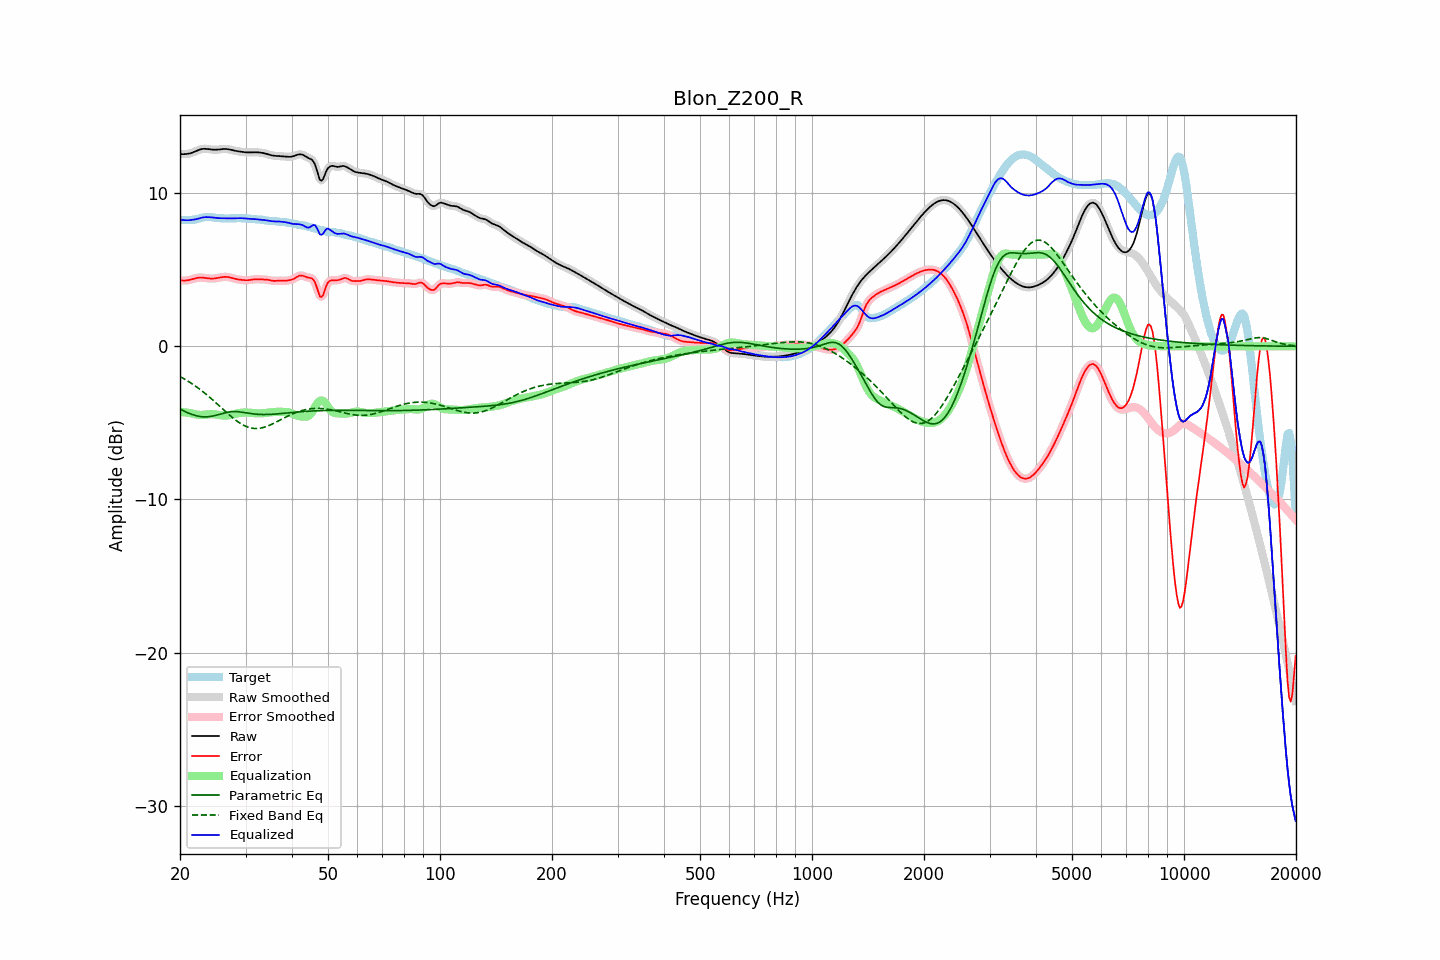 Blon_Z200_R
Amplitude (dBr)
10
0
−10
−20
−30
Target
Raw Smoothed
Error Smoothed
Raw
Error
Equalization
Parametric Eq
Fixed Band Eq
Equalized
20 50 100 200 500 1000 2000 5000 10000 20000
Frequency (Hz)